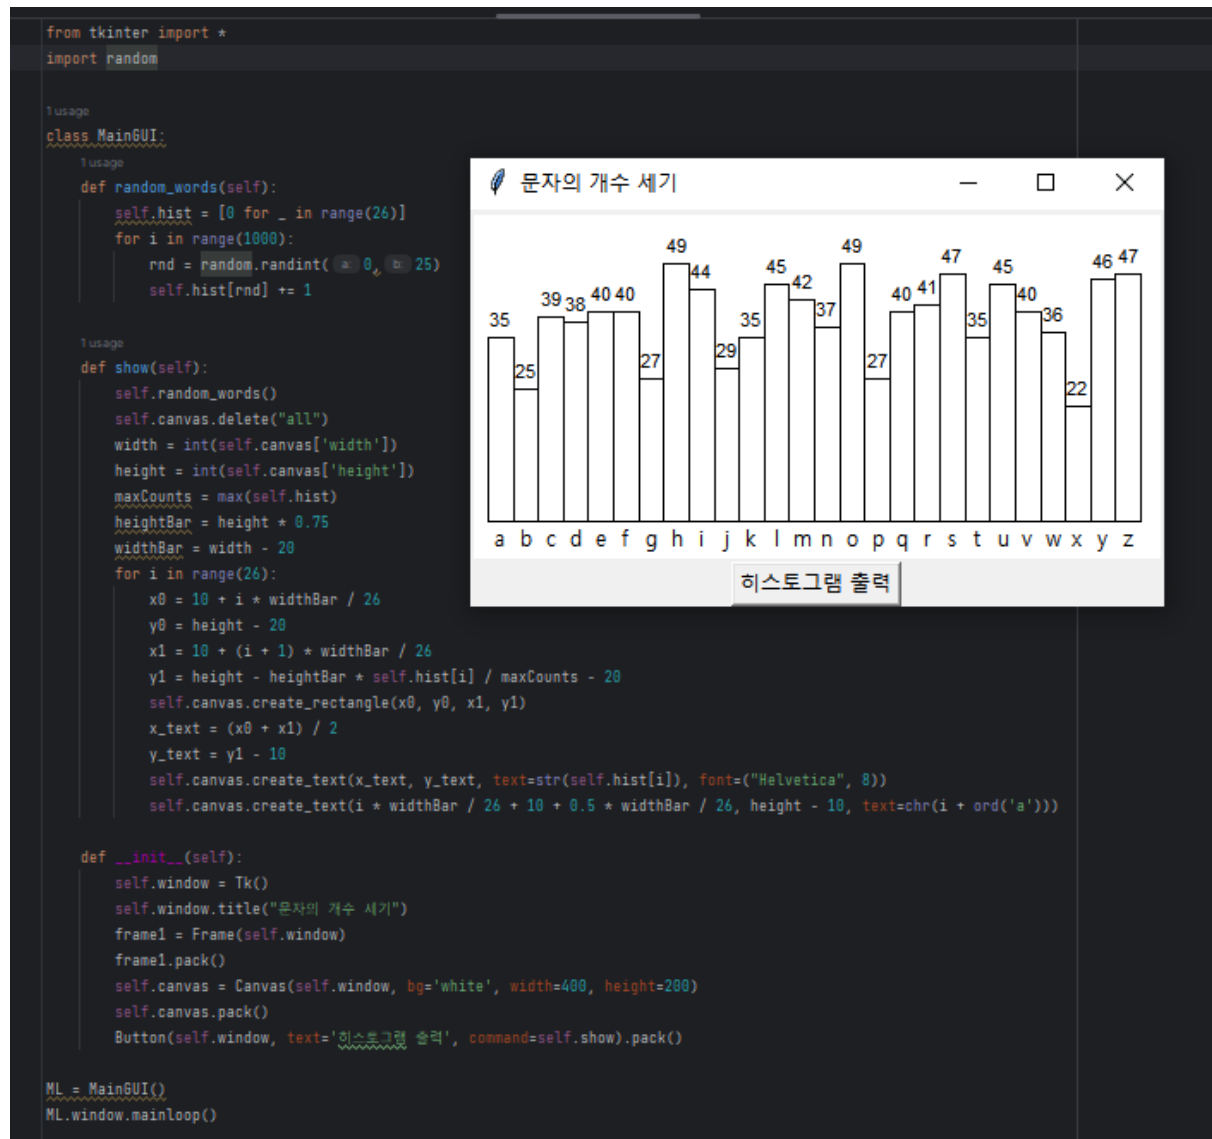 from tkinter import *
import random
1 usage
class MainGUI:
1 usage
def random_words(self):
self.hist = [0 for _ in range(26)]
for i in range(1000):
rnd = random.randint( a: 0, b: 25)
self.hist[rnd] += 1
1 usage
def show(self):
self.random_words()
self.canvas.delete("all")
width = int(self.canvas['width'])
height = int(self.canvas['height'])
maxCounts = max(self.hist)
heightBar = height * 0.75
widthBar = width - 20
for i in range(26):
x0 = 10 + i * widthBar / 26
y0 = height - 20
x1 = 10 + (i + 1) * widthBar / 26
y1 = height - heightBar * self.hist[i] / maxCounts - 20
self.canvas.create_rectangle(x0, y0, x1, y1)
x_text = (x0 + x1) / 2
y_text = y1 - 10
self.canvas.create_text(x_text, y_text, text=str(self.hist[i]), font=("Helvetica", 8))
self.canvas.create_text(i * widthBar / 26 + 10 + 0.5 * widthBar / 26, height - 10, text=chr(i + ord('a')))
def __init__(self):
self.window = Tk()
self.window.title("문자의 개수 세기")
frame1 = Frame(self.window)
frame1.pack()
self.canvas = Canvas(self.window, bg='white', width=400, height=200)
self.canvas.pack()
Button(self.window, text='히스토그램 출력', command=self.show).pack()
ML = MainGUI()
ML.window.mainloop()
문자의 개수 세기
35 25 39 38 40 40 27 49 44 29 35 45 42 37 49 27 40 41 47 35 45 40 36 22 46 47
a b c d e f g h i j k l m n o p q r s t u v w x y z
히스토그램 출력